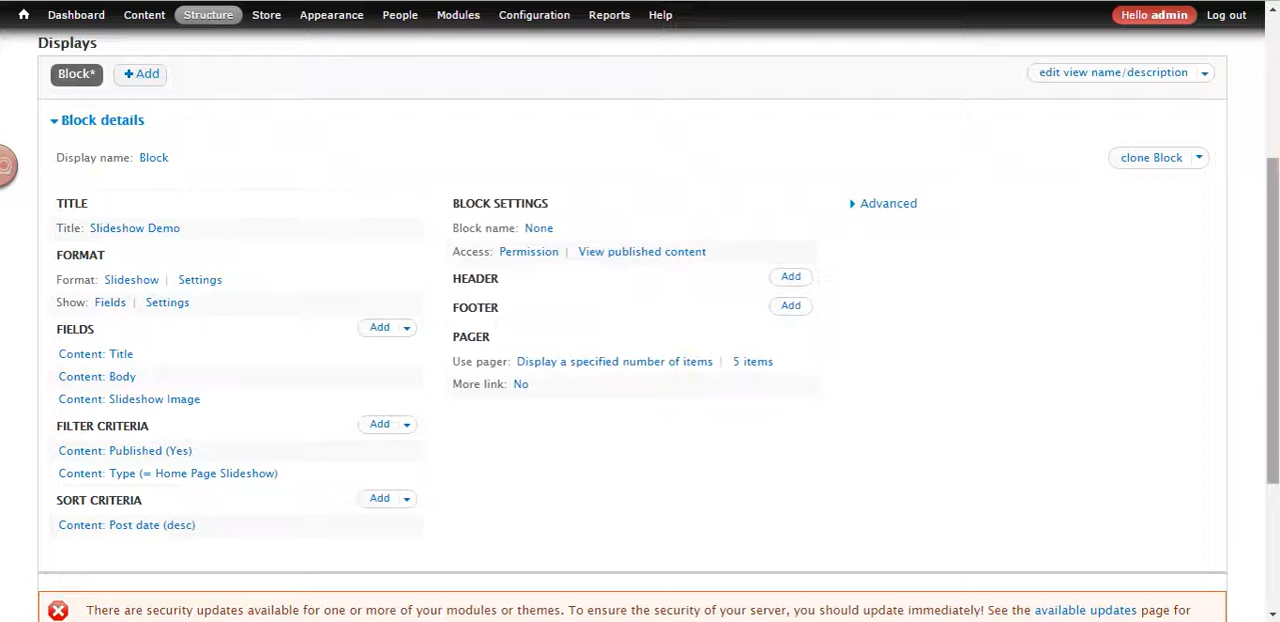 Dashboard Content Structure Store Appearance People Modules Configuration Reports Help Hello admin Log out
Displays
Block* + Add edit view name/description
Block details
Display name: Block clone Block
TITLE
Title: Slideshow Demo
FORMAT
Format: Slideshow | Settings
Show: Fields | Settings
FIELDS Add
Content: Title
Content: Body
Content: Slideshow Image
FILTER CRITERIA Add
Content: Published (Yes)
Content: Type (= Home Page Slideshow)
SORT CRITERIA Add
Content: Post date (desc)
BLOCK SETTINGS
Block name: None
Access: Permission | View published content
HEADER Add
FOOTER Add
PAGER
Use pager: Display a specified number of items | 5 items
More link: No
Advanced
There are security updates available for one or more of your modules or themes. To ensure the security of your server, you should update immediately! See the available updates page for